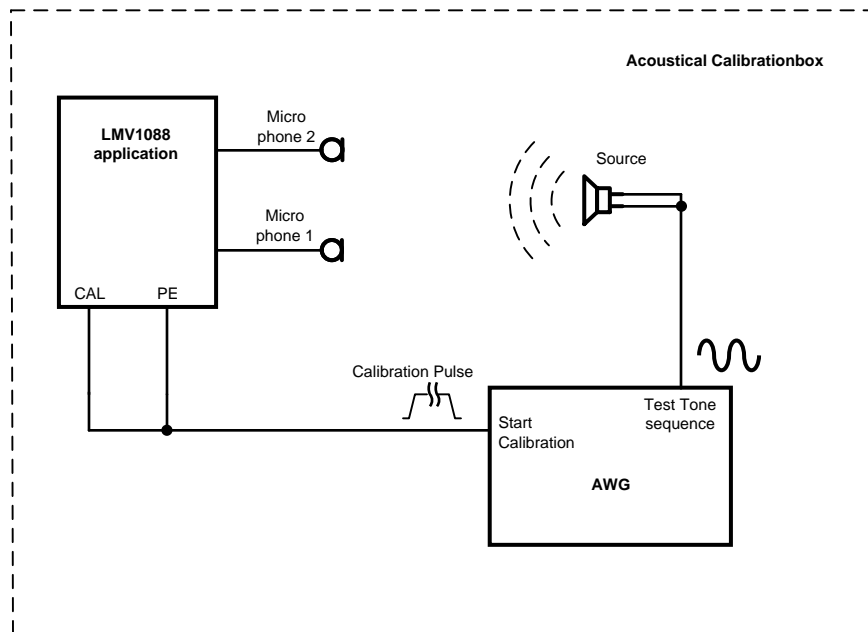 Acoustical Calibrationbox
LMV1088
application
Micro
phone 2
Source
Micro
phone 1
CAL
PE
Calibration Pulse
Start
Calibration
Test Tone
sequence
AWG